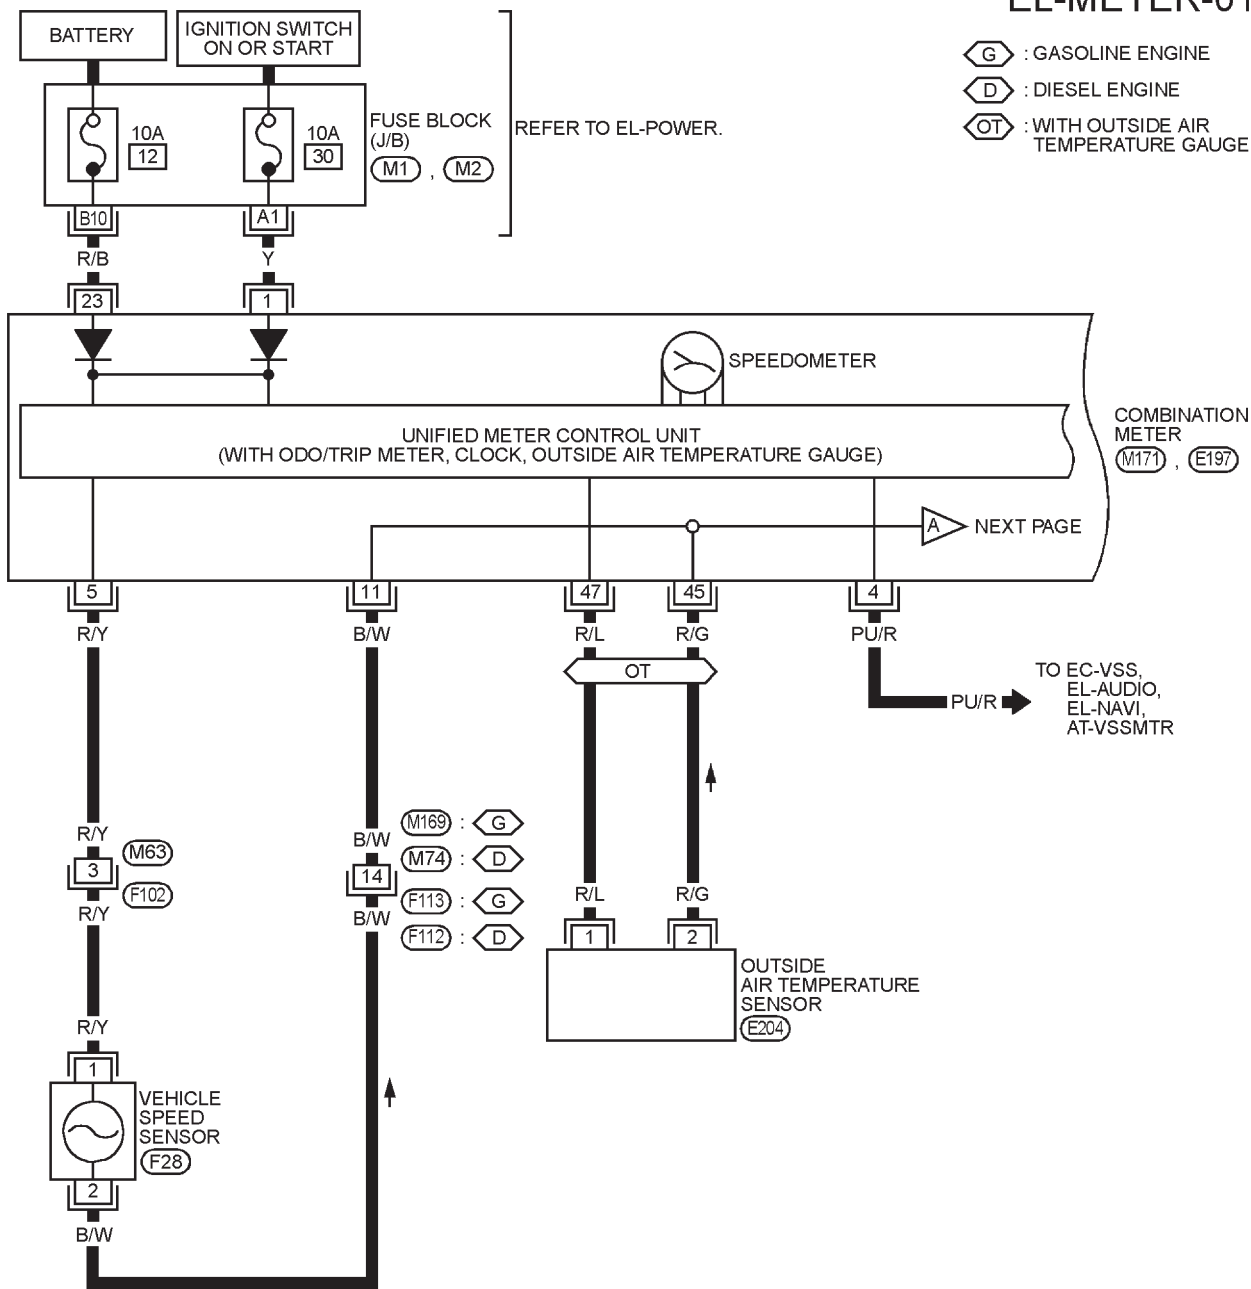 EL-METER-01
BATTERY
IGNITION SWITCH
ON OR START
G : GASOLINE ENGINE
D : DIESEL ENGINE
OT : WITH OUTSIDE AIR
TEMPERATURE GAUGE
10A
12
10A
30
FUSE BLOCK
(J/B)
M1 , M2
REFER TO EL-POWER.
B10
A1
R/B
Y
23
1
SPEEDOMETER
UNIFIED METER CONTROL UNIT
(WITH ODO/TRIP METER, CLOCK, OUTSIDE AIR TEMPERATURE GAUGE)
COMBINATION
METER
M171 , E197
A NEXT PAGE
5
11
47
45
4
R/Y
B/W
R/L
R/G
PU/R
OT
PU/R
TO EC-VSS,
EL-AUDIO,
EL-NAVI,
AT-VSSMTR
R/Y
3
M63
F102
R/Y
B/W
14
B/W
M169 : G
M74 : D
F113 : G
F112 : D
R/L
R/G
1
2
OUTSIDE
AIR TEMPERATURE
SENSOR
E204
R/Y
1
VEHICLE
SPEED
SENSOR
F28
2
B/W